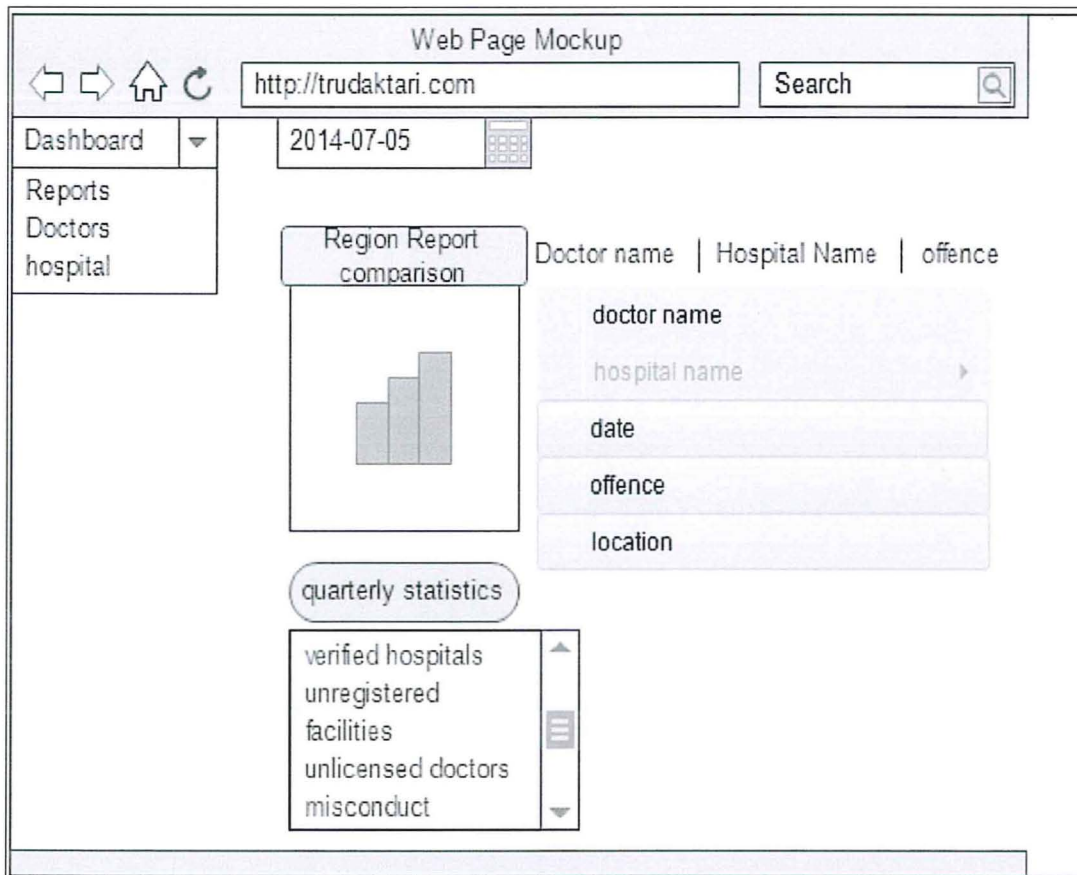 Web Page Mockup
http://trudaktari.com
Search
Dashboard
2014-07-05
Reports
Doctors
hospital
Region Report
comparison
Doctor name | Hospital Name | offence
doctor name
hospital name
date
offence
location
quarterly statistics
verified hospitals
unregistered
facilities
unlicensed doctors
misconduct